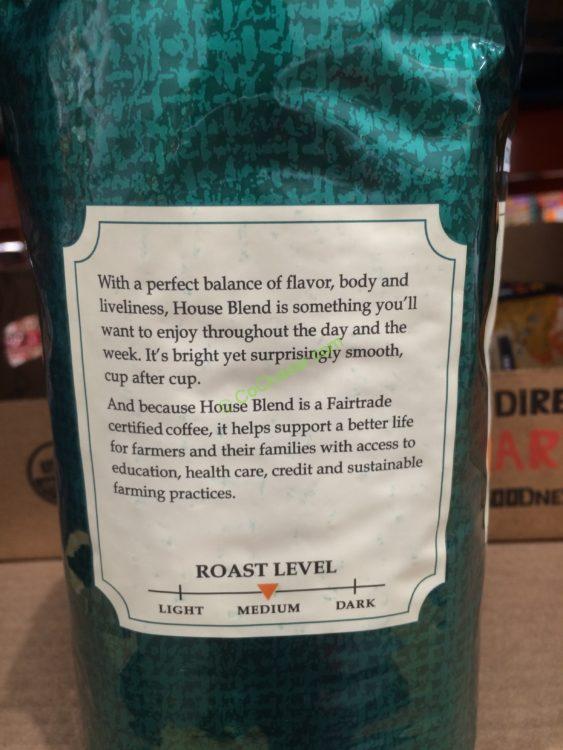 With a perfect balance of flavor, body and
liveliness, House Blend is something you'll
want to enjoy throughout the day and the
week. It's bright yet surprisingly smooth,
cup after cup.
And because House Blend is a Fairtrade
certified coffee, it helps support a better life
for farmers and their families with access to
education, health care, credit and sustainable
farming practices.
ROAST LEVEL
LIGHT MEDIUM DARK
DIRE
AR